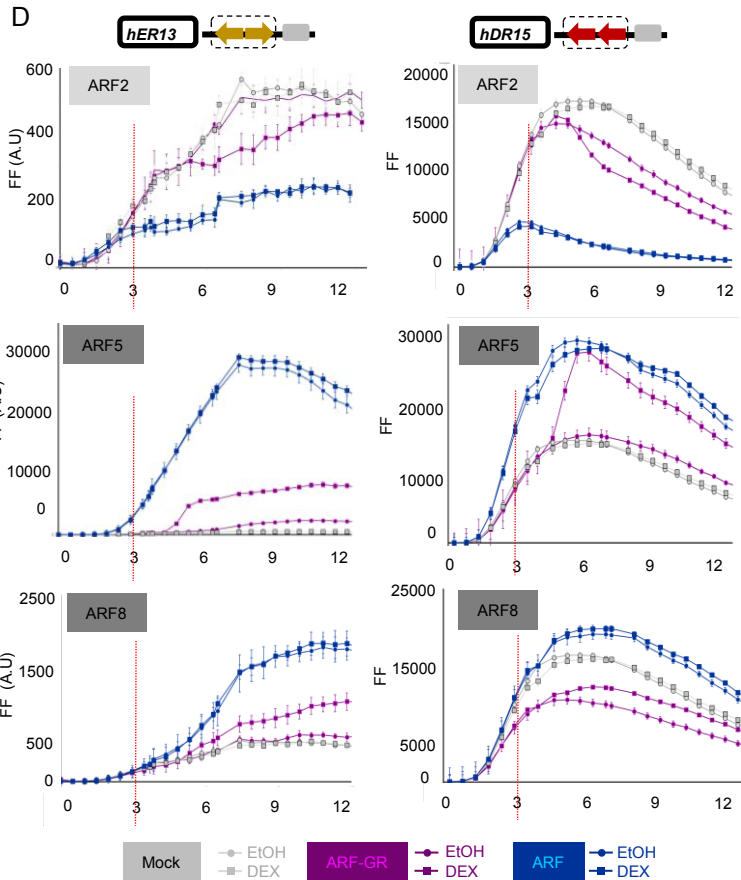 D
hER13
hDR15
ARF2
FF (A.U)
600
400
200
0
0 3 6 9 12
ARF2
FF
20000
15000
10000
5000
0
0 3 6 9 12
ARF5
30000
20000
10000
0
0 3 6 9 12
ARF5
FF
30000
20000
10000
0
0 3 6 9 12
ARF8
FF (A.U)
2500
1500
500
0
0 3 6 9 12
ARF8
FF
25000
15000
5000
0
0 3 6 9 12
Mock EtOH DEX
ARF-GR EtOH DEX
ARF EtOH DEX